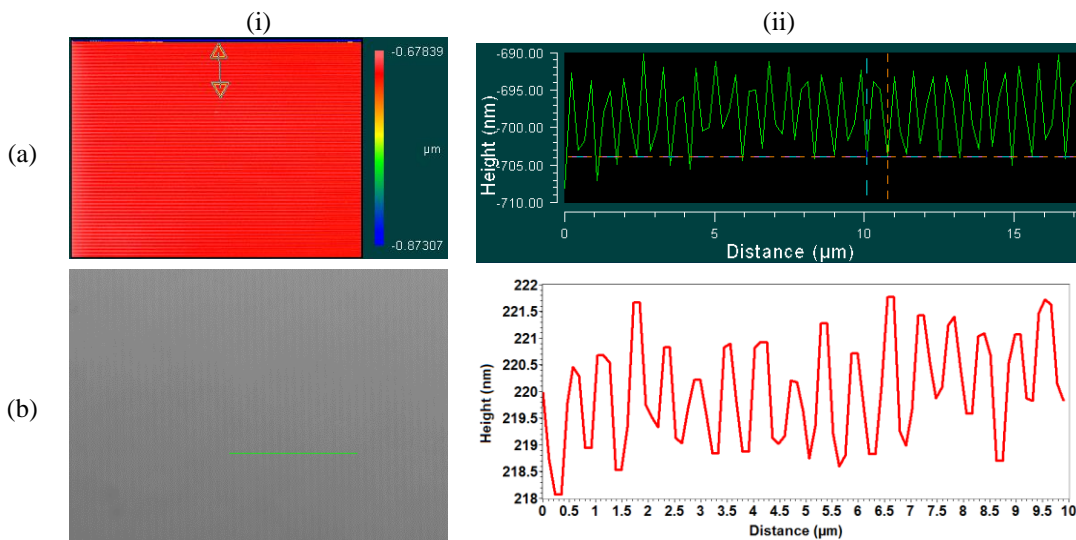 (i)
(ii)
(a)
-0.67839
µm
-0.87307
Height (nm)
-690.00
-695.00
-700.00
-705.00
-710.00
0
5
10
15
Distance (µm)
(b)
Height (nm)
222
221.5
221
220.5
220
219.5
219
218.5
218
0 0.5 1 1.5 2 2.5 3 3.5 4 4.5 5 5.5 6 6.5 7 7.5 8 8.5 9 9.5 10
Distance (µm)